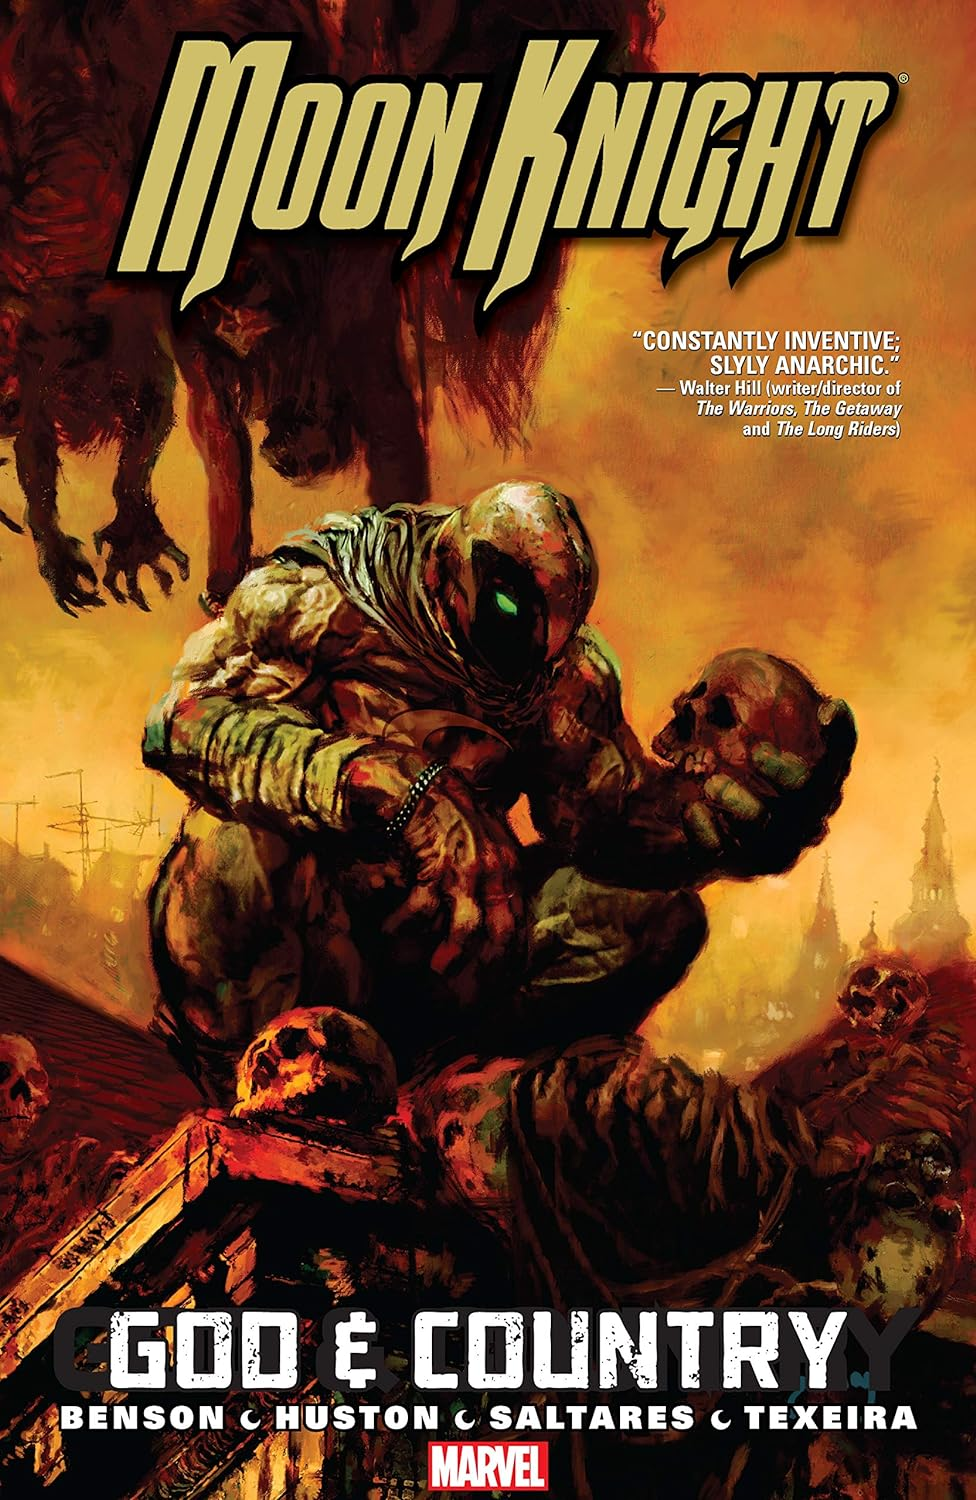 MOON KNIGHT®
“CONSTANTLY INVENTIVE;
SLYLY ANARCHIC.”
— Walter Hill (writer/director of
The Warriors, The Getaway
and The Long Riders)
GOD & COUNTRY
BENSON ☾ HUSTON ☾ SALTARES ☾ TEXEIRA
MARVEL